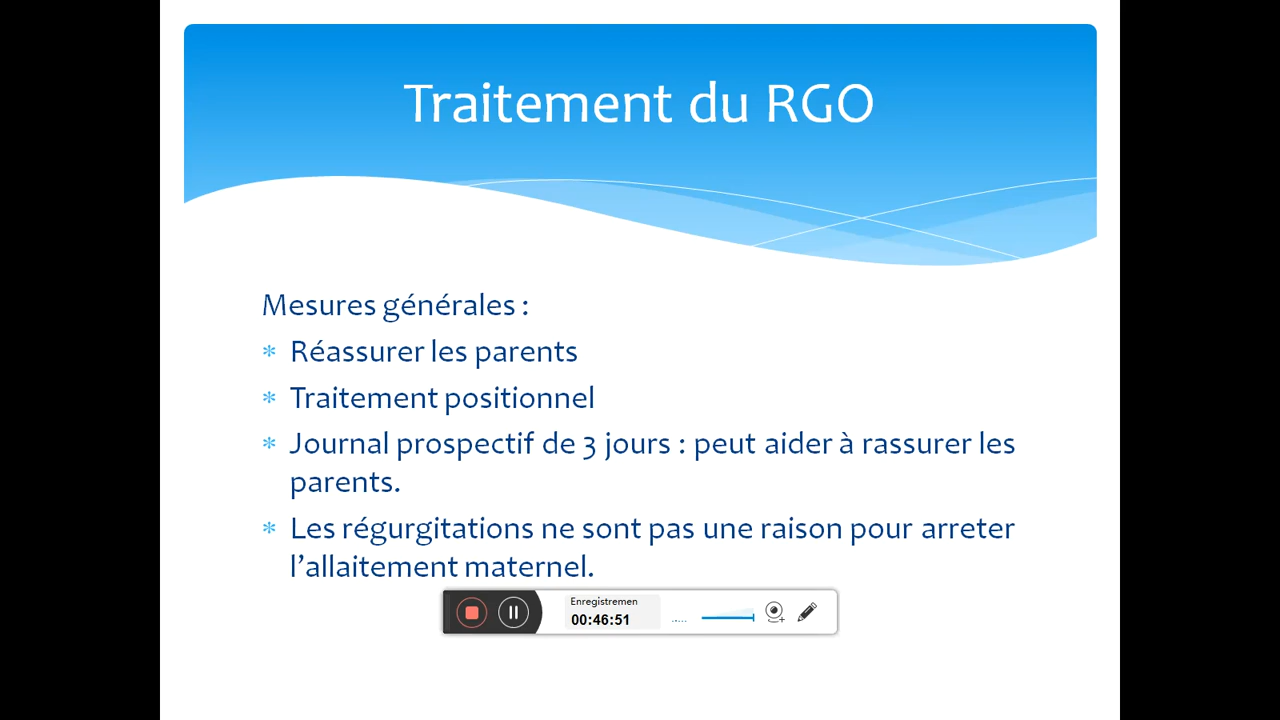 Traitement du RGO
Mesures générales :
* Réassurer les parents
* Traitement positionnel
* Journal prospectif de 3 jours : peut aider à rassurer les
parents.
* Les régurgitations ne sont pas une raison pour arreter
l’allaitement maternel.
Enregistremen
00:46:51